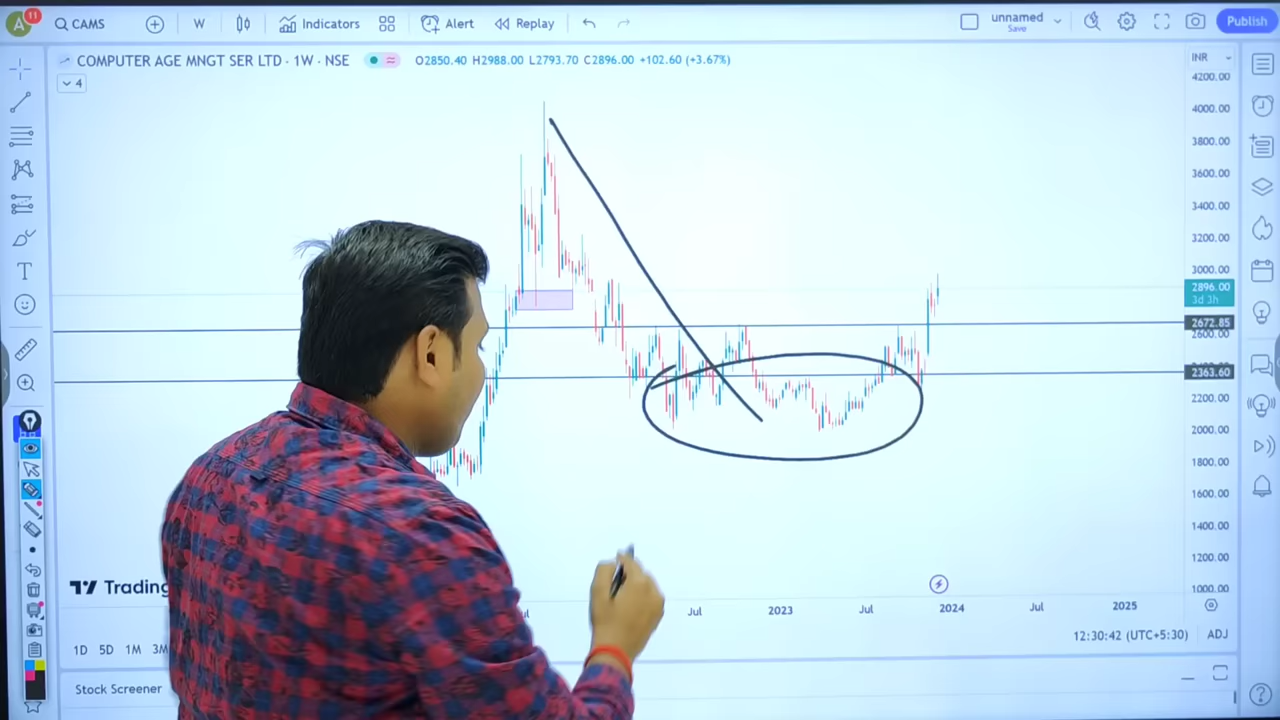 A 11 CAMS W Indicators Alert Replay unnamed Save Publish
COMPUTER AGE MNGT SER LTD · 1W · NSE O2850.40 H2988.00 L2793.70 C2896.00 +102.60 (+3.67%) INR
4
4200.00
4000.00
3800.00
3600.00
3400.00
3200.00
3000.00
2896.00
3d 3h
2672.85
2600.00
2363.60
2200.00
2000.00
1800.00
1600.00
1400.00
1200.00
1000.00
T
Trading
Jul 2023 Jul 2024 Jul 2025
1D 5D 1M 3M 12:30:42 (UTC+5:30) ADJ
Stock Screener